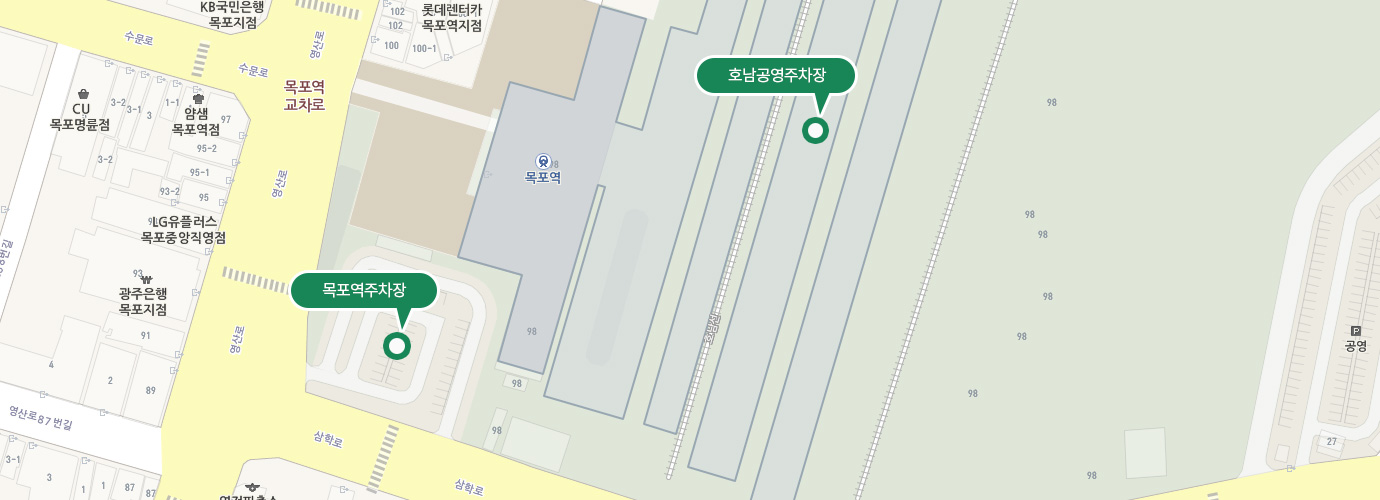 KB국민은행
목포지점
롯데렌터카
목포역지점
102
102
100
100-1
수문로
수문로
영산로
목포역
교차로
호남공영주차장
CU
목포명륜점
3-2
3-1
3
1-1
얌샘
목포역점
97
95-2
3-2
95-1
93-2
95
영산로
98
목포역
98
98
98
LG유플러스
목포중앙직영점
93
광주은행
목포지점
목포역주차장
98
91
영산로
98
98
호남선
P
공영
4
2
89
98
98
영산로87번길
삼학로
98
27
3-1
3
1
1
87
87
삼학로
98